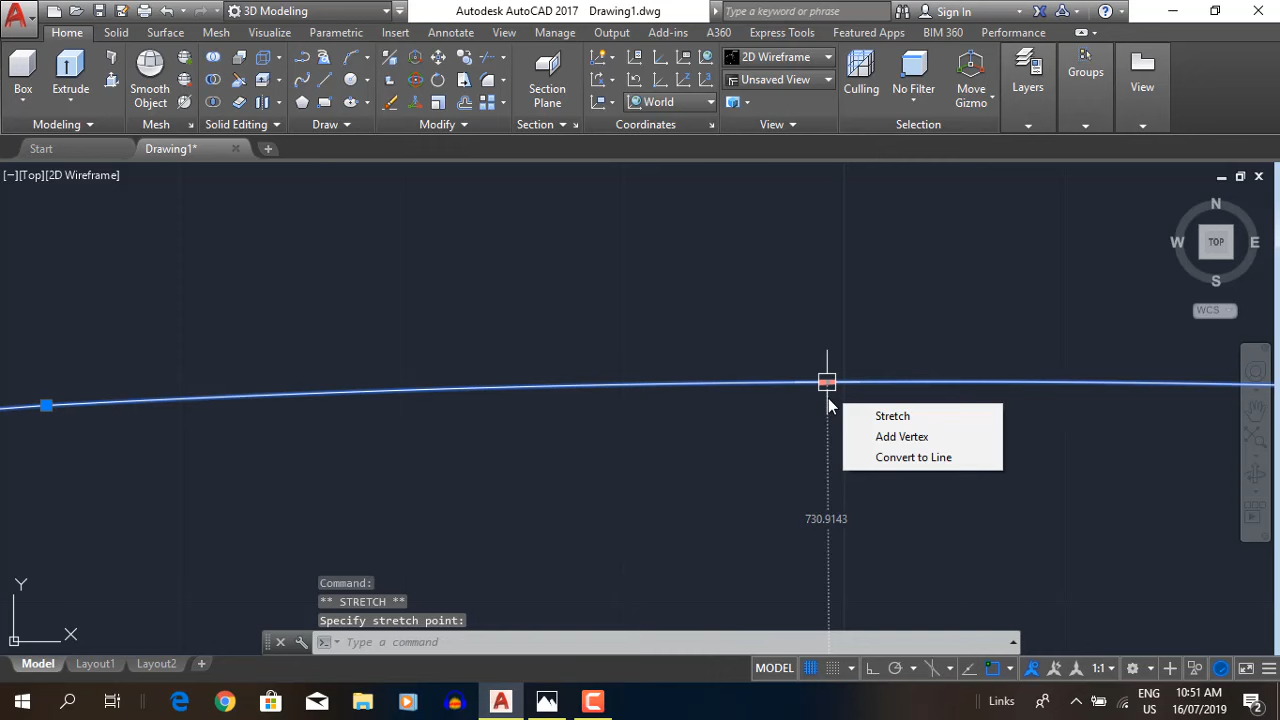 3D Modeling
Autodesk AutoCAD 2017 Drawing1.dwg
Type a keyword or phrase
Sign In
Home Solid Surface Mesh Visualize Parametric Insert Annotate View Manage Output Add-ins A360 Express Tools Featured Apps BIM 360 Performance
Box Extrude Smooth Object Section Plane
2D Wireframe
Unsaved View
World
Culling No Filter Move Gizmo Layers Groups View
Modeling Mesh Solid Editing Draw Modify Section Coordinates View Selection
Start Drawing1*
[−][Top][2D Wireframe]
N
W TOP E
S
WCS
Stretch
Add Vertex
Convert to Line
730.9143
Y
X
Command:
** STRETCH **
Specify stretch point:
Type a command
Model Layout1 Layout2
MODEL 1:1
Links ENG 10:51 AM
US 16/07/2019 2